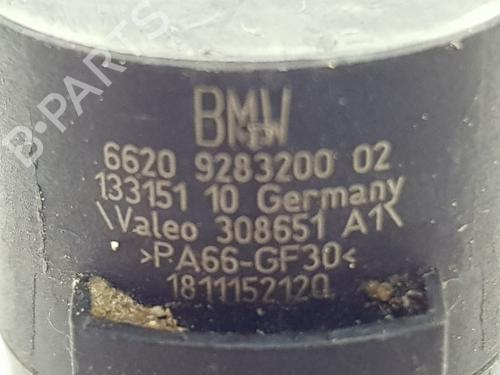 B-PARTS
BMW
6620 9283200 02
133151 10 Germany
\Valeo 308651 A1\
>PA66-GF30<
1811152120